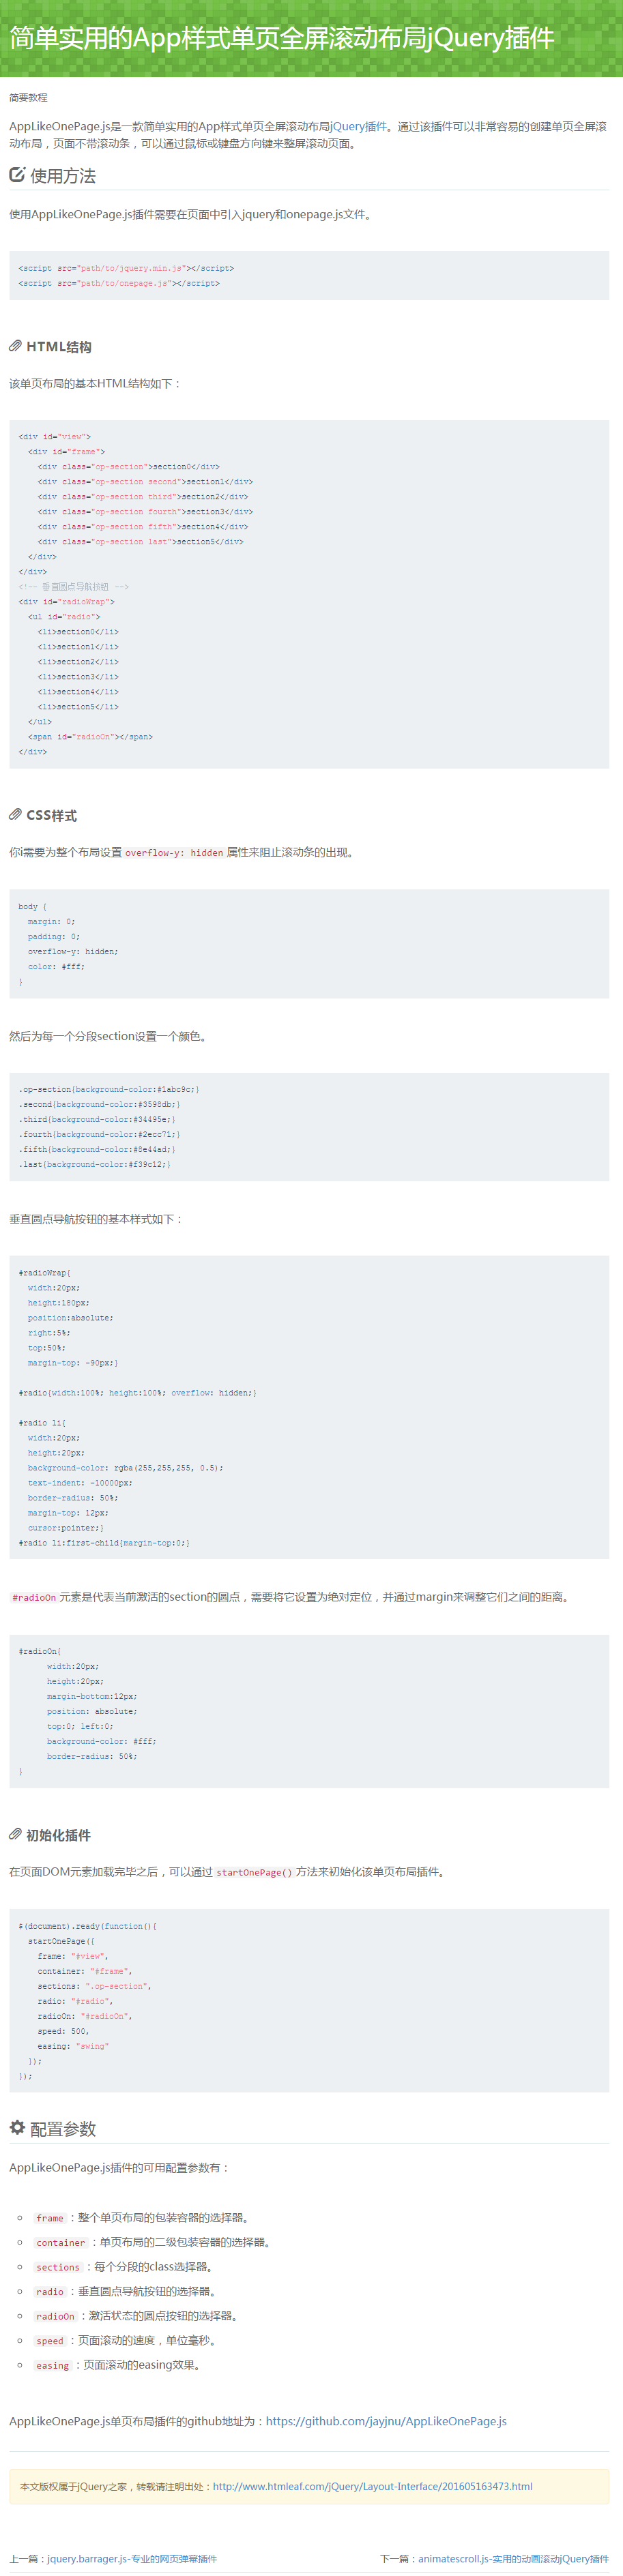 简单实用的App样式单页全屏滚动布局jQuery插件
简要教程
AppLikeOnePage.js是一款简单实用的App样式单页全屏滚动布局jQuery插件。通过该插件可以非常容易的创建单页全屏滚
动布局，页面不带滚动条，可以通过鼠标或键盘方向键来整屏滚动页面。
使用方法
使用AppLikeOnePage.js插件需要在页面中引入jquery和onepage.js文件。
<script src="path/to/jquery.min.js"></script>
<script src="path/to/onepage.js"></script>
HTML结构
该单页布局的基本HTML结构如下：
<div id="view">
  <div id="frame">
    <div class="op-section">section0</div>
    <div class="op-section second">section1</div>
    <div class="op-section third">section2</div>
    <div class="op-section fourth">section3</div>
    <div class="op-section fifth">section4</div>
    <div class="op-section last">section5</div>
  </div>
</div>
<!-- 垂直圆点导航按钮 -->
<div id="radioWrap">
  <ul id="radio">
    <li>section0</li>
    <li>section1</li>
    <li>section2</li>
    <li>section3</li>
    <li>section4</li>
    <li>section5</li>
  </ul>
  <span id="radioOn"></span>
</div>
CSS样式
你i需要为整个布局设置 overflow-y: hidden 属性来阻止滚动条的出现。
body {
  margin: 0;
  padding: 0;
  overflow-y: hidden;
  color: #fff;
}
然后为每一个分段section设置一个颜色。
.op-section{background-color:#1abc9c;}
.second{background-color:#3598db;}
.third{background-color:#34495e;}
.fourth{background-color:#2ecc71;}
.fifth{background-color:#8e44ad;}
.last{background-color:#f39c12;}
垂直圆点导航按钮的基本样式如下：
#radioWrap{
  width:20px;
  height:180px;
  position:absolute;
  right:5%;
  top:50%;
  margin-top: -90px;}
#radio{width:100%; height:100%; overflow: hidden;}
#radio li{
  width:20px;
  height:20px;
  background-color: rgba(255,255,255, 0.5);
  text-indent: -10000px;
  border-radius: 50%;
  margin-top: 12px;
  cursor:pointer;}
#radio li:first-child{margin-top:0;}
#radioOn 元素是代表当前激活的section的圆点，需要将它设置为绝对定位，并通过margin来调整它们之间的距离。
#radioOn{
      width:20px;
      height:20px;
      margin-bottom:12px;
      position: absolute;
      top:0; left:0;
      background-color: #fff;
      border-radius: 50%;
}
初始化插件
在页面DOM元素加载完毕之后，可以通过 startOnePage() 方法来初始化该单页布局插件。
$(document).ready(function(){
  startOnePage({
    frame: "#view",
    container: "#frame",
    sections: ".op-section",
    radio: "#radio",
    radioOn: "#radioOn",
    speed: 500,
    easing: "swing"
  });
});
配置参数
AppLikeOnePage.js插件的可用配置参数有：
frame：整个单页布局的包装容器的选择器。
container：单页布局的二级包装容器的选择器。
sections：每个分段的class选择器。
radio：垂直圆点导航按钮的选择器。
radioOn：激活状态的圆点按钮的选择器。
speed：页面滚动的速度，单位毫秒。
easing：页面滚动的easing效果。
AppLikeOnePage.js单页布局插件的github地址为：https://github.com/jayjnu/AppLikeOnePage.js
本文版权属于jQuery之家，转载请注明出处：http://www.htmleaf.com/jQuery/Layout-Interface/201605163473.html
上一篇：jquery.barrager.js-专业的网页弹幕插件
下一篇：animatescroll.js-实用的动画滚动jQuery插件